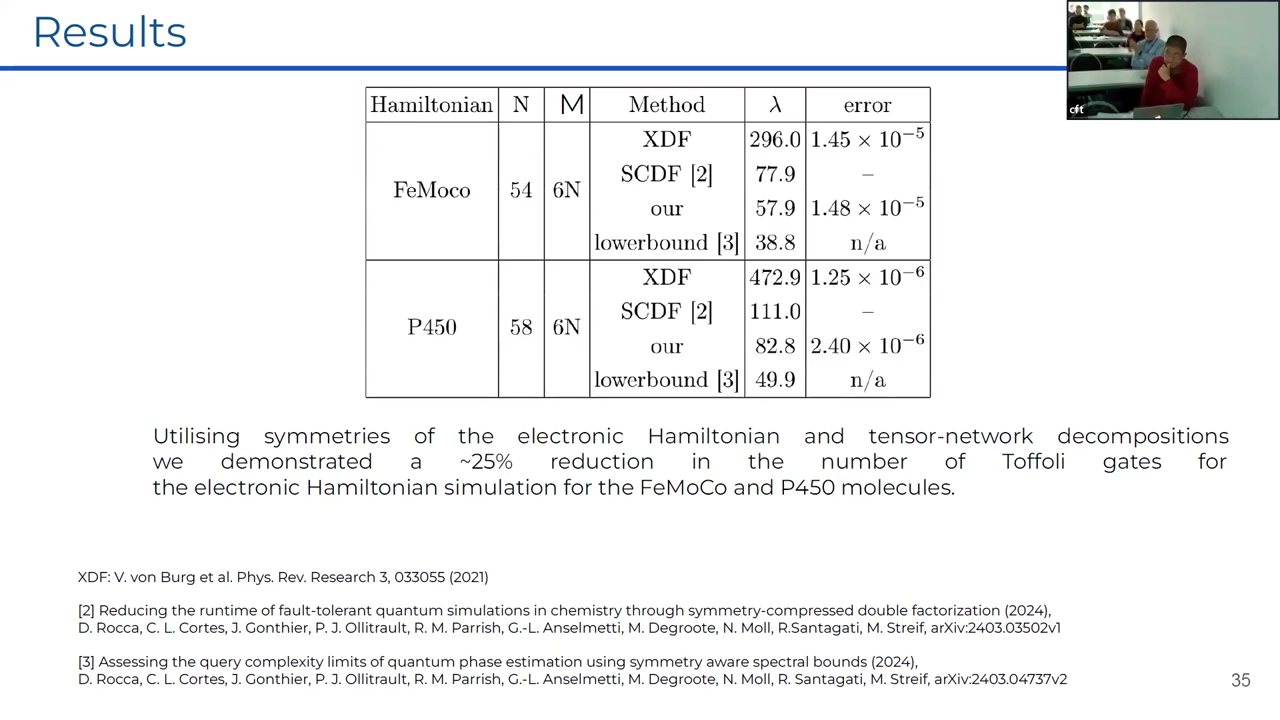 Results
cft
Hamiltonian N M Method λ error
XDF 296.0 1.45 × 10⁻⁵
SCDF [2] 77.9 –
FeMoco 54 6N
our 57.9 1.48 × 10⁻⁵
lowerbound [3] 38.8 n/a
XDF 472.9 1.25 × 10⁻⁶
SCDF [2] 111.0 –
P450 58 6N
our 82.8 2.40 × 10⁻⁶
lowerbound [3] 49.9 n/a
Utilising symmetries of the electronic Hamiltonian and tensor-network decompositions
we demonstrated a ~25% reduction in the number of Toffoli gates for
the electronic Hamiltonian simulation for the FeMoCo and P450 molecules.
XDF: V. von Burg et al. Phys. Rev. Research 3, 033055 (2021)
[2] Reducing the runtime of fault-tolerant quantum simulations in chemistry through symmetry-compressed double factorization (2024),
D. Rocca, C. L. Cortes, J. Gonthier, P. J. Ollitrault, R. M. Parrish, G.-L. Anselmetti, M. Degroote, N. Moll, R.Santagati, M. Streif, arXiv:2403.03502v1
[3] Assessing the query complexity limits of quantum phase estimation using symmetry aware spectral bounds (2024),
D. Rocca, C. L. Cortes, J. Gonthier, P. J. Ollitrault, R. M. Parrish, G.-L. Anselmetti, M. Degroote, N. Moll, R. Santagati, M. Streif, arXiv:2403.04737v2
35